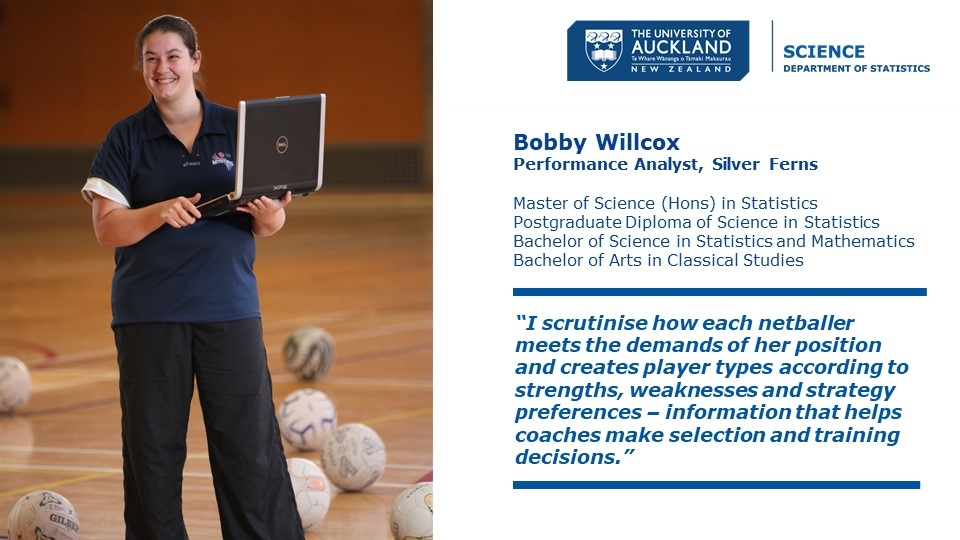 THE UNIVERSITY OF
AUCKLAND
Te Whare Wānanga o Tāmaki Makaurau
NEW ZEALAND
SCIENCE
DEPARTMENT OF STATISTICS
Bobby Willcox
Performance Analyst, Silver Ferns
Master of Science (Hons) in Statistics
Postgraduate Diploma of Science in Statistics
Bachelor of Science in Statistics and Mathematics
Bachelor of Arts in Classical Studies
“I scrutinise how each netballer
meets the demands of her position
and creates player types according to
strengths, weaknesses and strategy
preferences – information that helps
coaches make selection and training
decisions.”
DELL
XPS
GILBERT